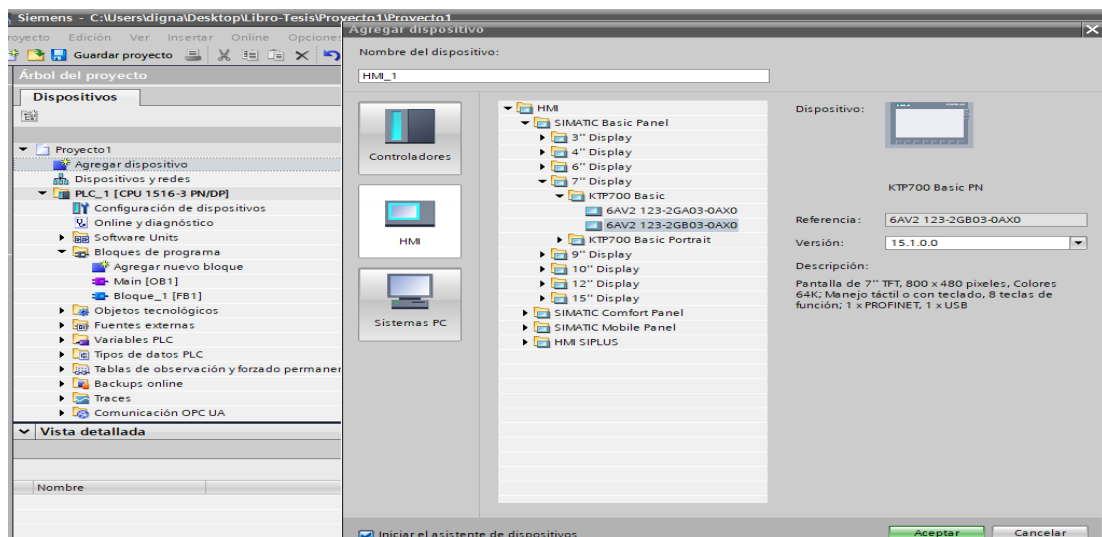 Siemens - C:\Users\digna\Desktop\Libro-Tesis\Proyecto1\Proyecto1
royecto Edición Ver Insertar Online Opciones
Guardar proyecto
Árbol del proyecto
Dispositivos
Proyecto1
Agregar dispositivo
Dispositivos y redes
PLC_1 [CPU 1516-3 PN/DP]
Configuración de dispositivos
Online y diagnóstico
Software Units
Bloques de programa
Agregar nuevo bloque
Main [OB1]
Bloque_1 [FB1]
Objetos tecnológicos
Fuentes externas
Variables PLC
Tipos de datos PLC
Tablas de observación y forzado permaner
Backups online
Traces
Comunicación OPC UA
Vista detallada
Nombre
Agregar dispositivo
Nombre del dispositivo:
HMI_1
Controladores
HMI
Sistemas PC
HMI
SIMATIC Basic Panel
3'' Display
4'' Display
6'' Display
7'' Display
KTP700 Basic
6AV2 123-2GA03-0AX0
6AV2 123-2GB03-0AX0
KTP700 Basic Portrait
9'' Display
10'' Display
12'' Display
15'' Display
SIMATIC Comfort Panel
SIMATIC Mobile Panel
HMI SIPLUS
Dispositivo:
KTP700 Basic PN
Referencia: 6AV2 123-2GB03-0AX0
Versión: 15.1.0.0
Descripción:
Pantalla de 7'' TFT, 800 x 480 píxeles, Colores
64K; Manejo táctil o con teclado, 8 teclas de
función; 1 x PROFINET, 1 x USB
Iniciar el asistente de dispositivos
Aceptar Cancelar